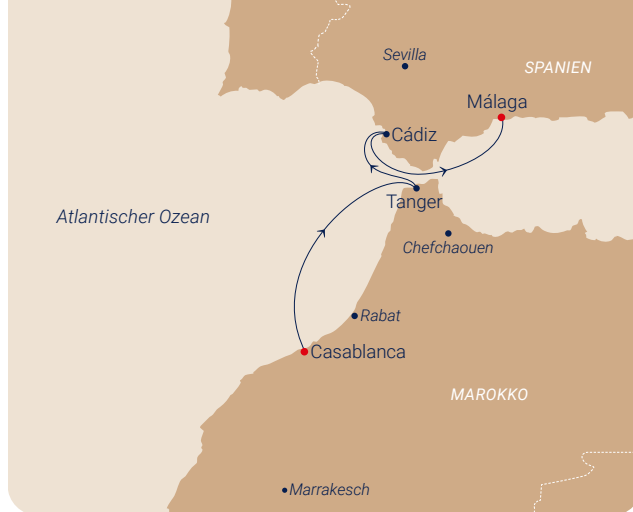 Sevilla
SPANIEN
Málaga
Cádiz
Tanger
Atlantischer Ozean
Chefchaouen
Rabat
Casablanca
MAROKKO
Marrakesch